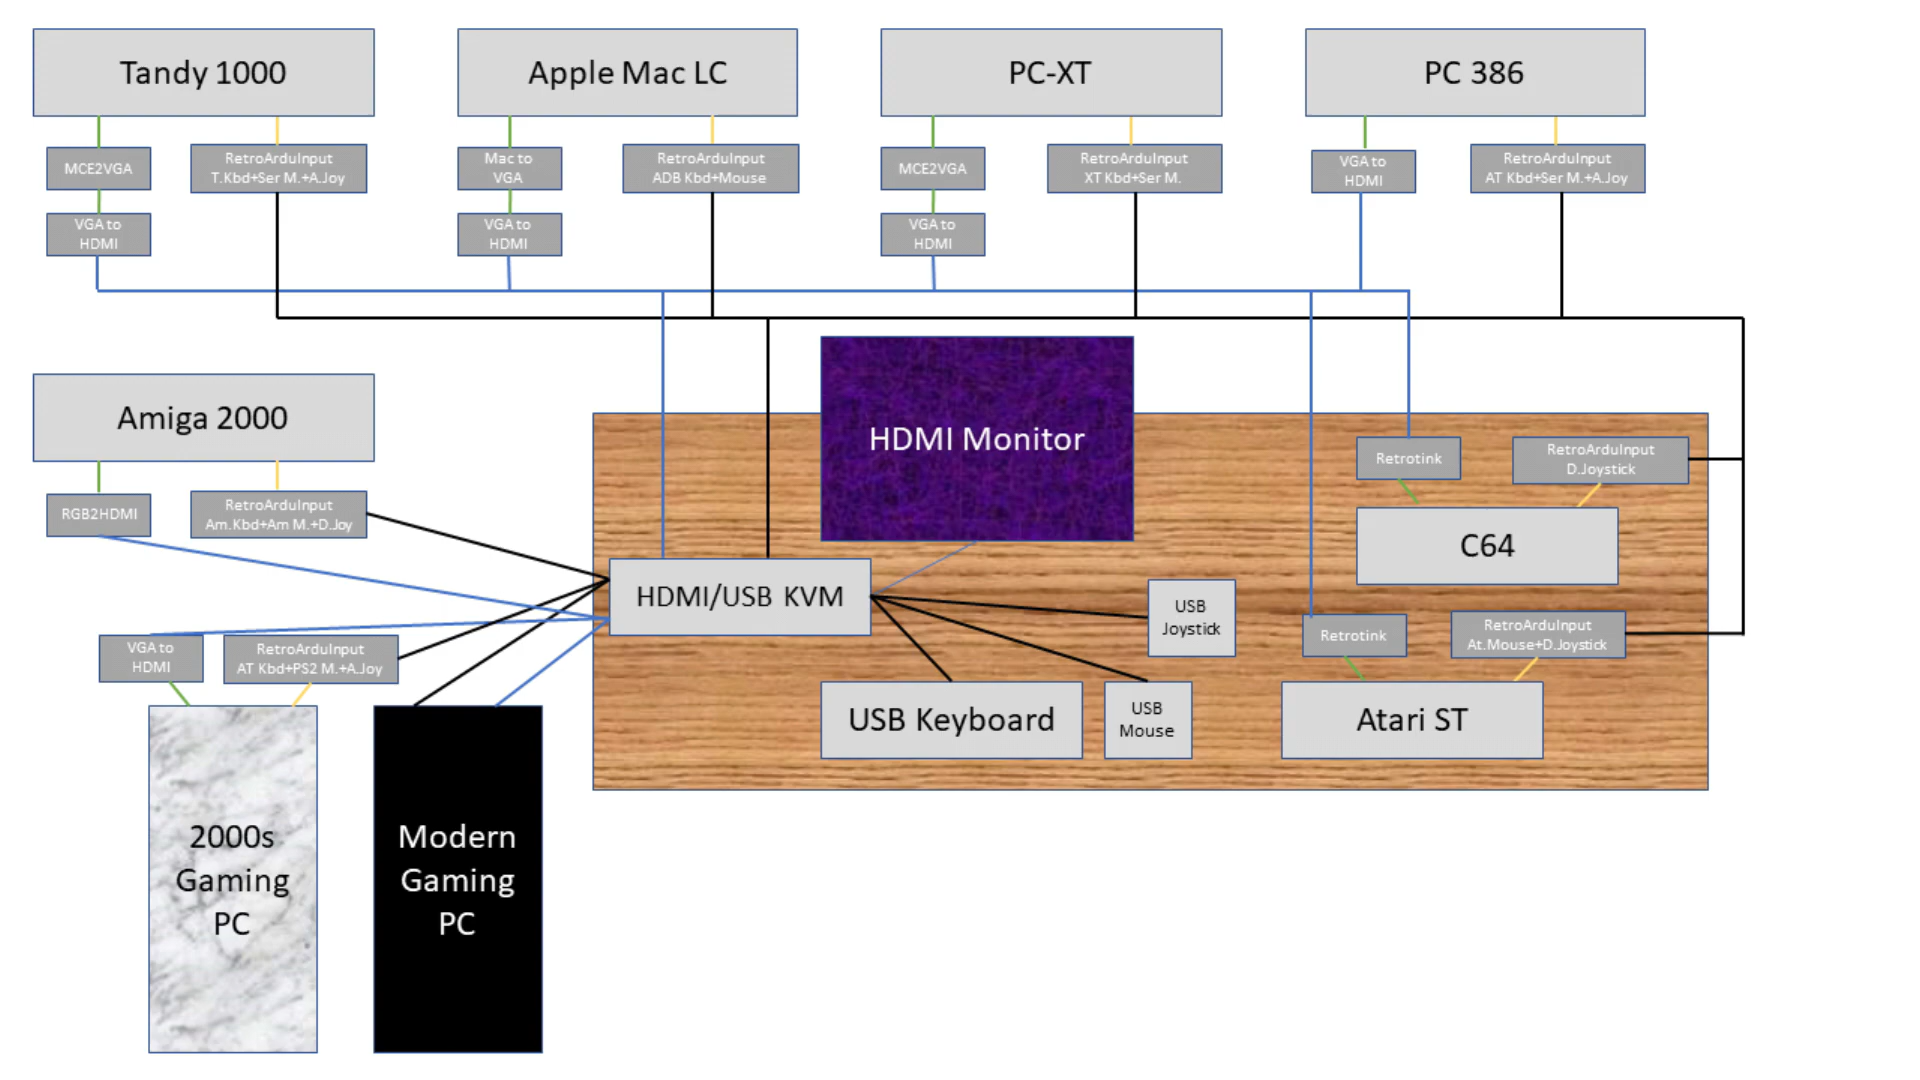 Tandy 1000
Apple Mac LC
PC-XT
PC 386
MCE2VGA
RetroArduInput
T.Kbd+Ser M.+A.Joy
Mac to
VGA
RetroArduInput
ADB Kbd+Mouse
MCE2VGA
RetroArduInput
XT Kbd+Ser M.
VGA to
HDMI
RetroArduInput
AT Kbd+Ser M.+A.Joy
VGA to
HDMI
VGA to
HDMI
VGA to
HDMI
Amiga 2000
HDMI Monitor
Retrotink
RetroArduInput
D.Joystick
RGB2HDMI
RetroArduInput
Am.Kbd+Am M.+D.Joy
C64
HDMI/USB KVM
USB
Joystick
Retrotink
RetroArduInput
At.Mouse+D.Joystick
VGA to
HDMI
RetroArduInput
AT Kbd+PS2 M.+A.Joy
USB Keyboard
USB
Mouse
Atari ST
2000s
Gaming
PC
Modern
Gaming
PC